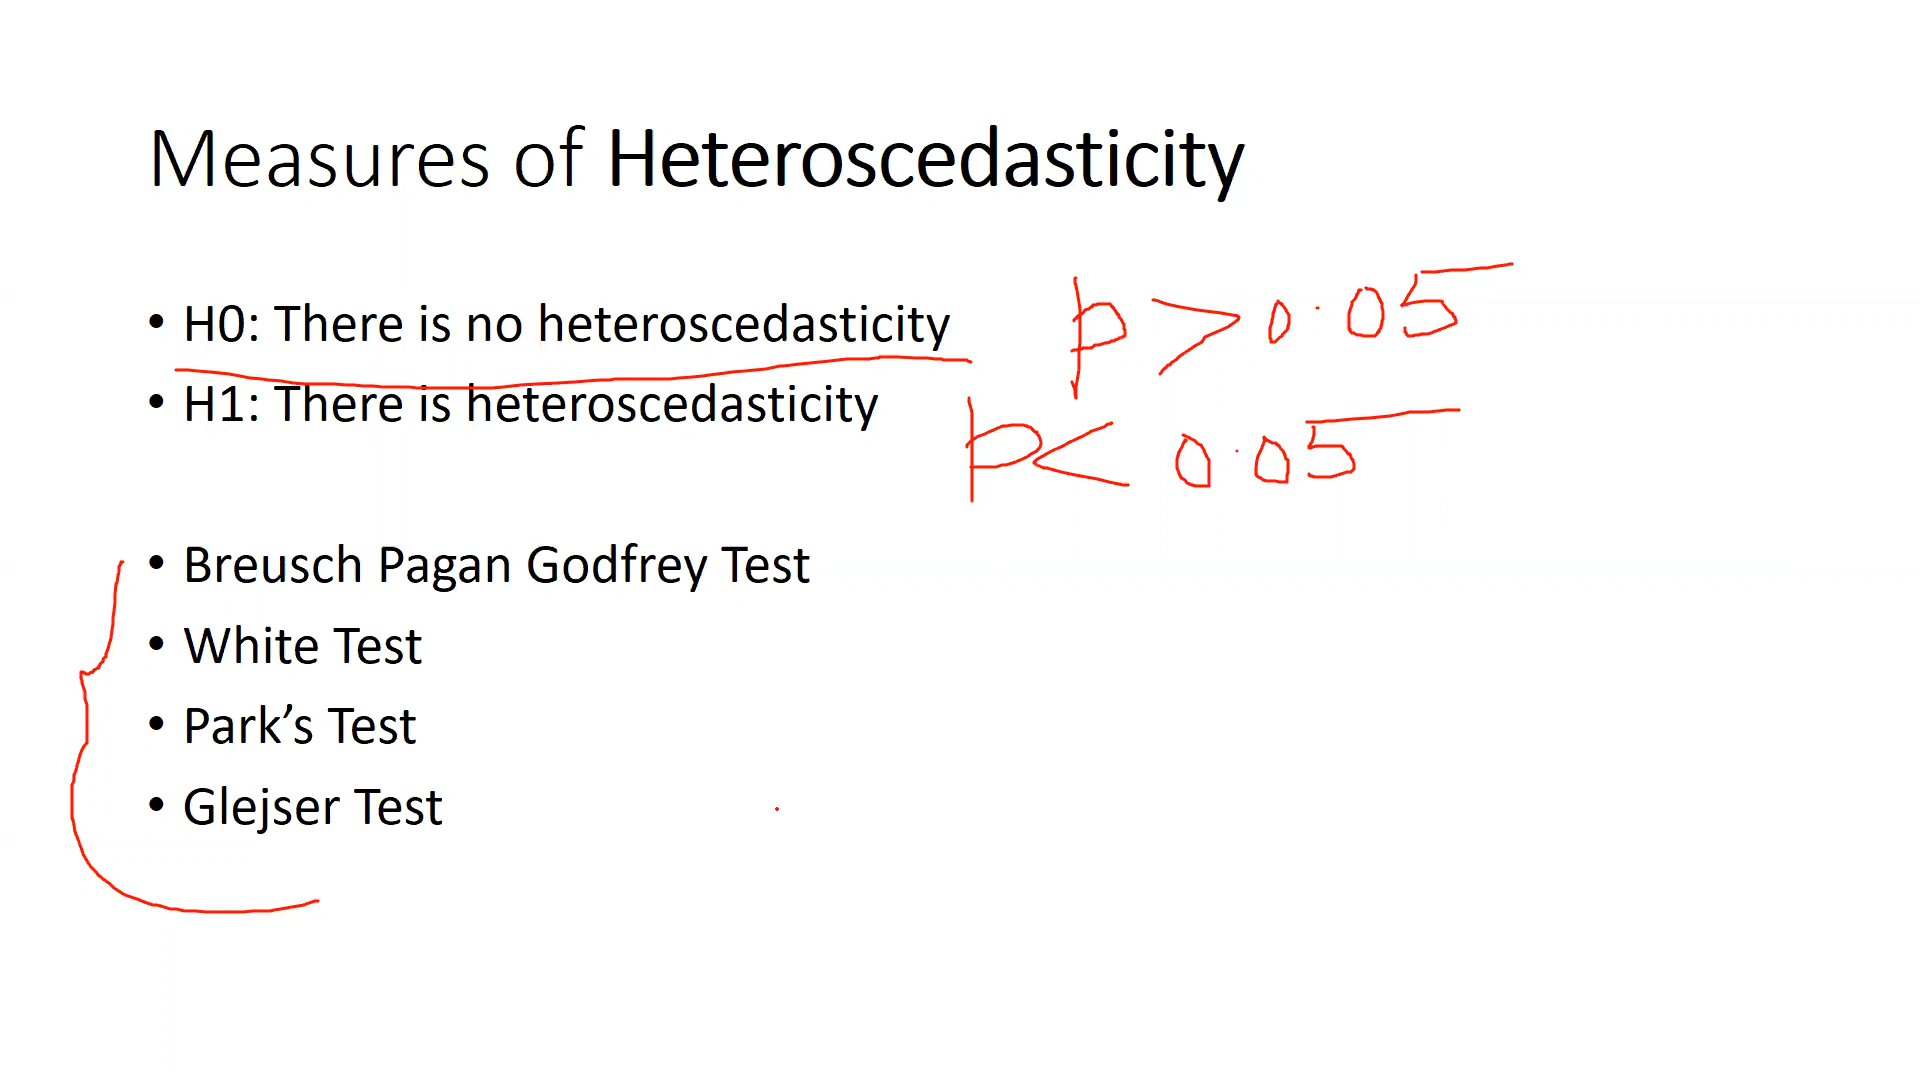 Measures of Heteroscedasticity
• H0: There is no heteroscedasticity p > 0.05
• H1: There is heteroscedasticity p < 0.05
• Breusch Pagan Godfrey Test
• White Test
• Park’s Test
• Glejser Test